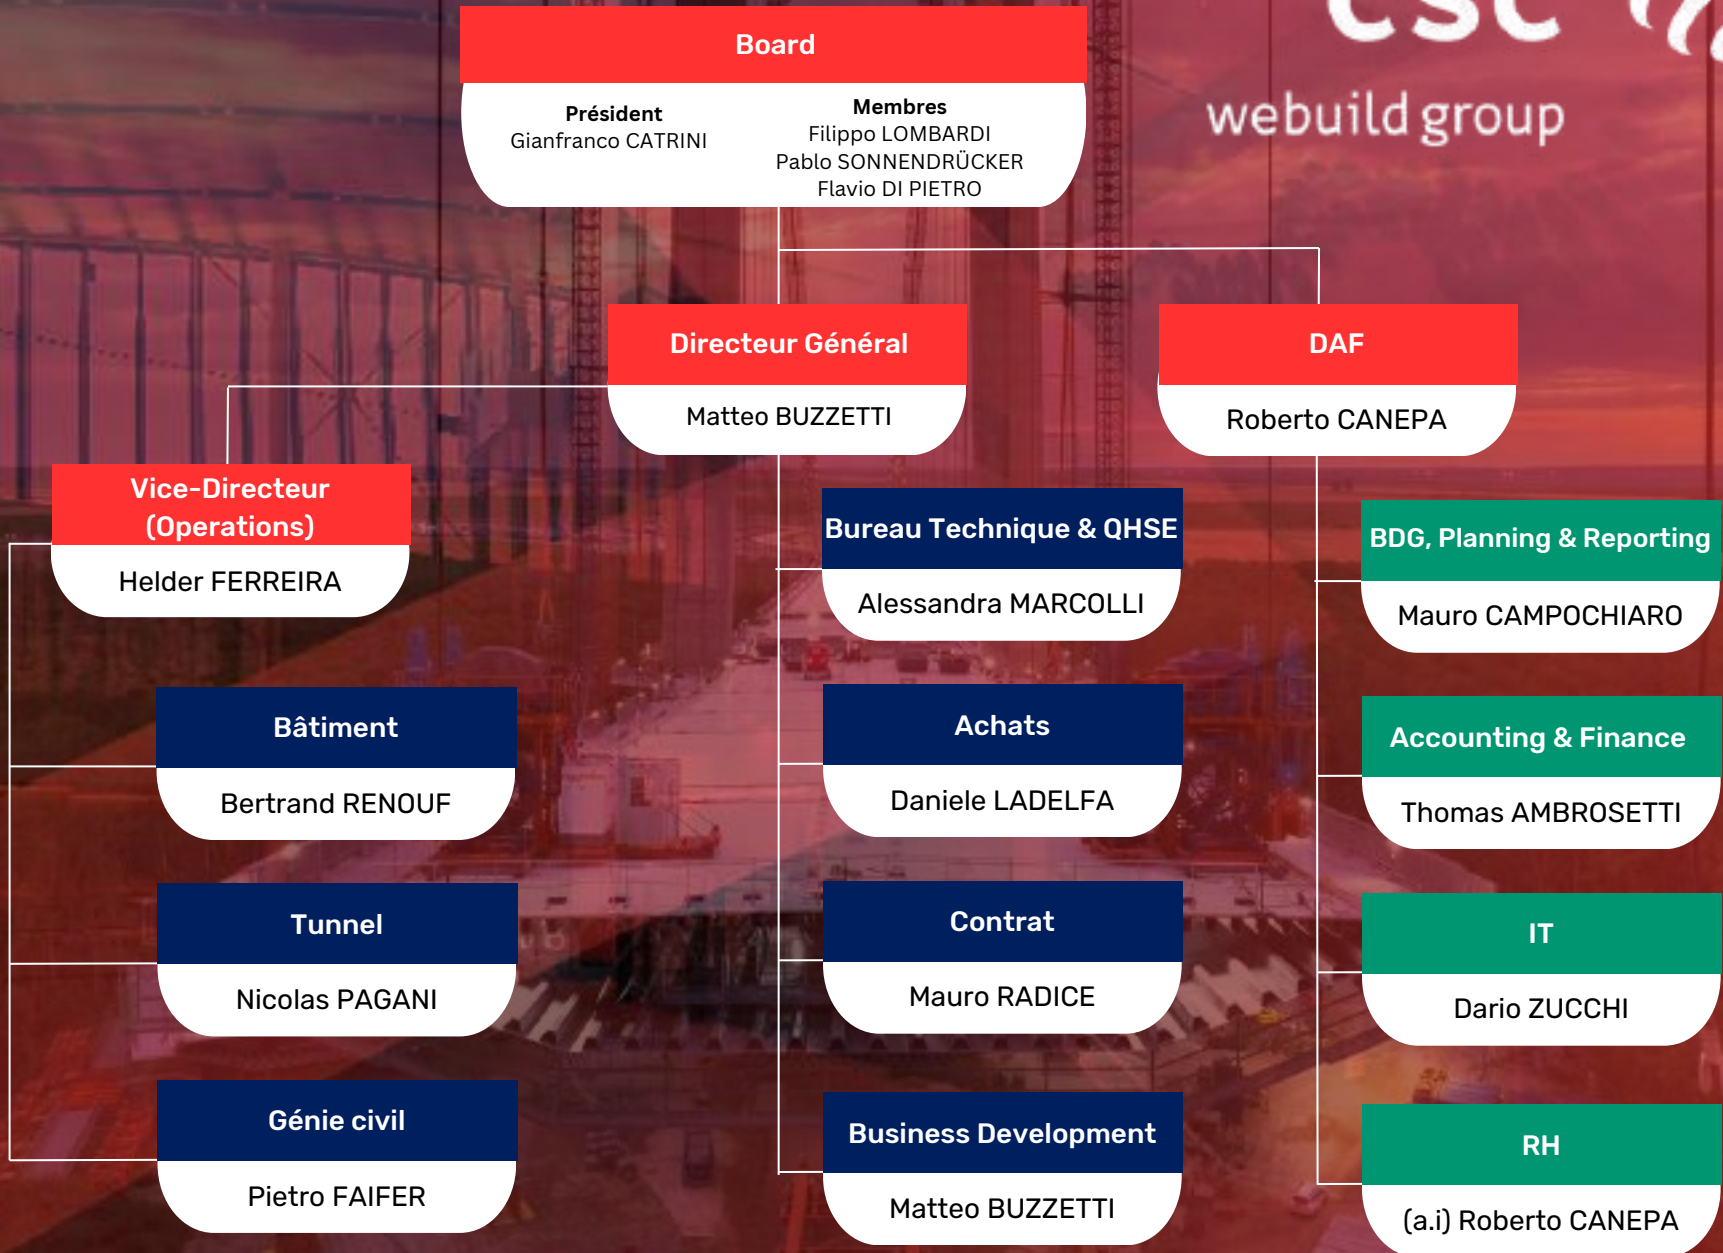 csc
webuild group
Board
Président
Gianfranco CATRINI
Membres
Filippo LOMBARDI
Pablo SONNENDRÜCKER
Flavio DI PIETRO
Directeur Général
Matteo BUZZETTI
DAF
Roberto CANEPA
Vice-Directeur
(Operations)
Helder FERREIRA
Bâtiment
Bertrand RENOUF
Tunnel
Nicolas PAGANI
Génie civil
Pietro FAIFER
Bureau Technique & QHSE
Alessandra MARCOLLI
Achats
Daniele LADELFA
Contrat
Mauro RADICE
Business Development
Matteo BUZZETTI
BDG, Planning & Reporting
Mauro CAMPOCHIARO
Accounting & Finance
Thomas AMBROSETTI
IT
Dario ZUCCHI
RH
(a.i) Roberto CANEPA